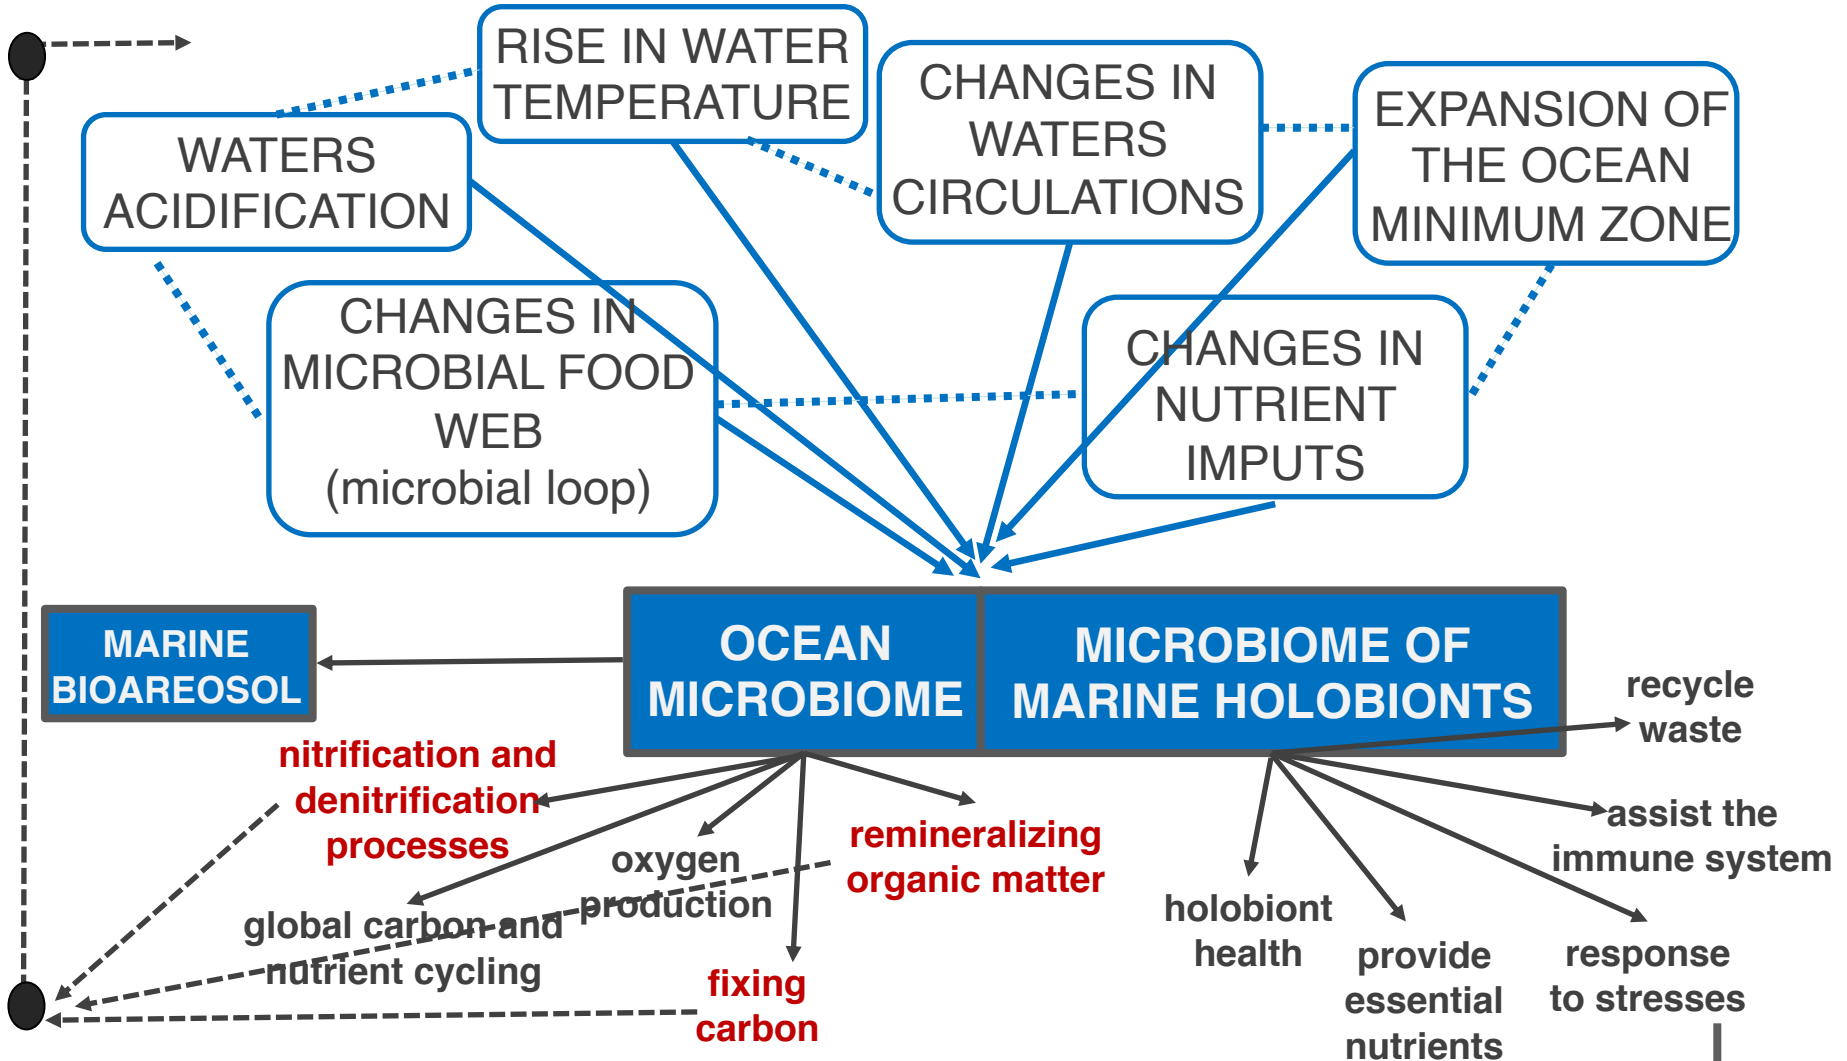 RISE IN WATER
TEMPERATURE
CHANGES IN
WATERS
CIRCULATIONS
EXPANSION OF
THE OCEAN
MINIMUM ZONE
WATERS
ACIDIFICATION
CHANGES IN
MICROBIAL FOOD
WEB
(microbial loop)
CHANGES IN
NUTRIENT
IMPUTS
MARINE
BIOAREOSOL
OCEAN
MICROBIOME
MICROBIOME OF
MARINE HOLOBIONTS
recycle
waste
nitrification and
denitrification
processes
oxygen
production
remineralizing
organic matter
assist the
immune system
global carbon and
nutrient cycling
fixing
carbon
holobiont
health
provide
essential
nutrients
response
to stresses